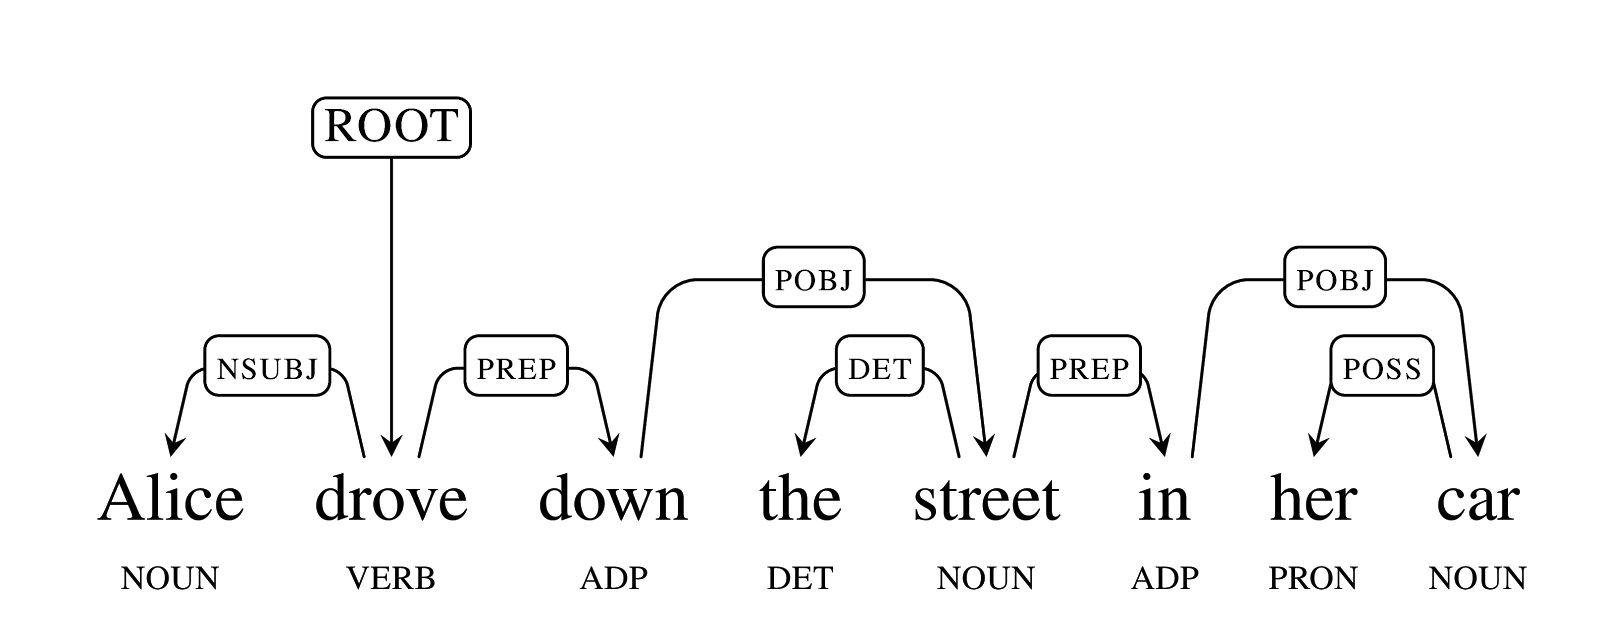 ROOT
POBJ POBJ
NSUBJ PREP DET PREP POSS
Alice drove down the street in her car
NOUN VERB ADP DET NOUN ADP PRON NOUN